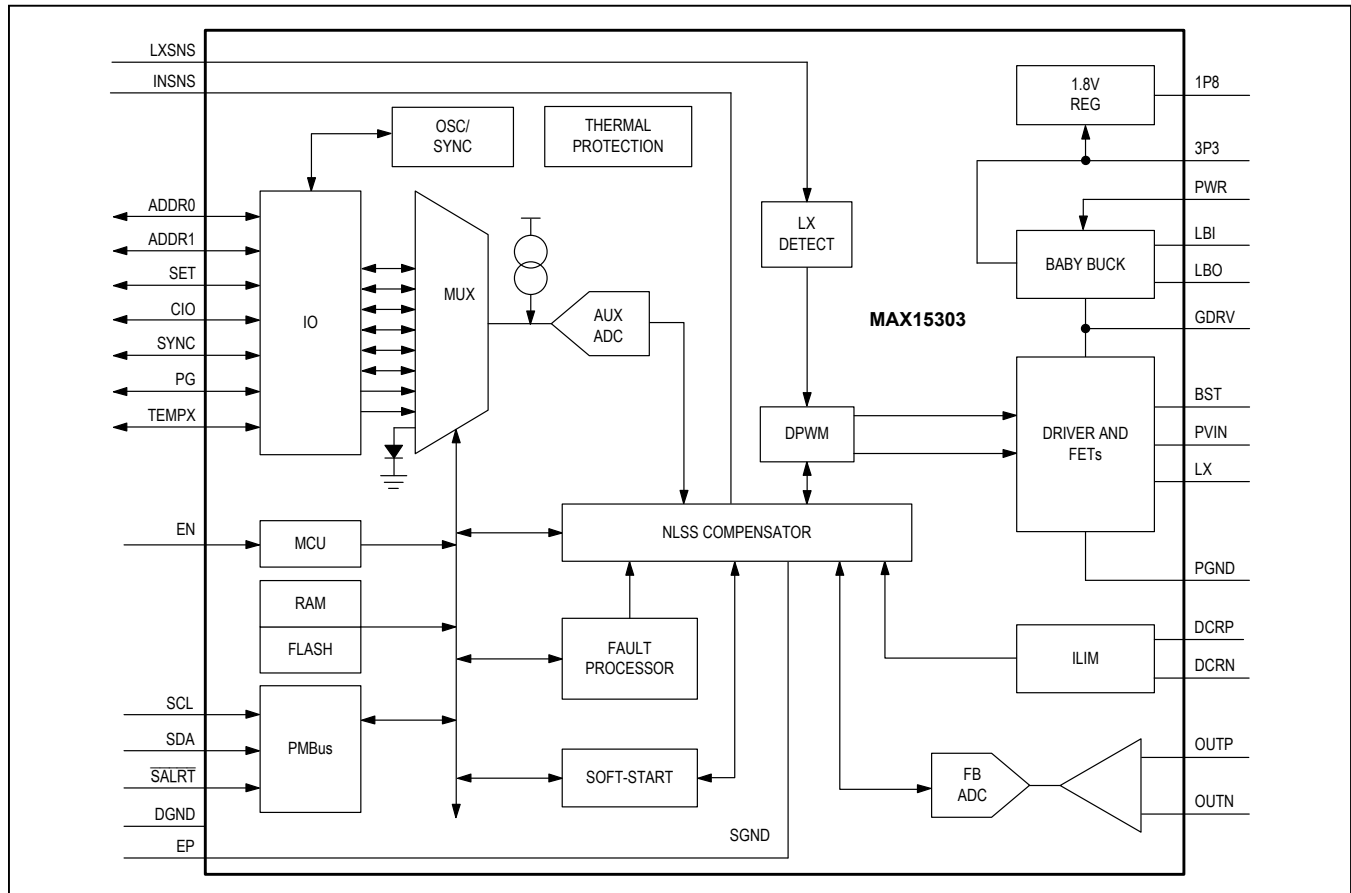 LXSNS
INSNS
OSC/
SYNC
THERMAL
PROTECTION
1.8V
REG
1P8
3P3
PWR
LBI
LBO
GDRV
BABY BUCK
LX
DETECT
ADDR0
ADDR1
SET
CIO
SYNC
PG
TEMPX
IO
MUX
AUX
ADC
MAX15303
DPWM
DRIVER AND
FETs
BST
PVIN
LX
PGND
EN
MCU
NLSS COMPENSATOR
RAM
FLASH
FAULT
PROCESSOR
ILIM
DCRP
DCRN
SCL
SDA
SALRT
PMBus
SOFT-START
FB
ADC
OUTP
OUTN
DGND
EP
SGND